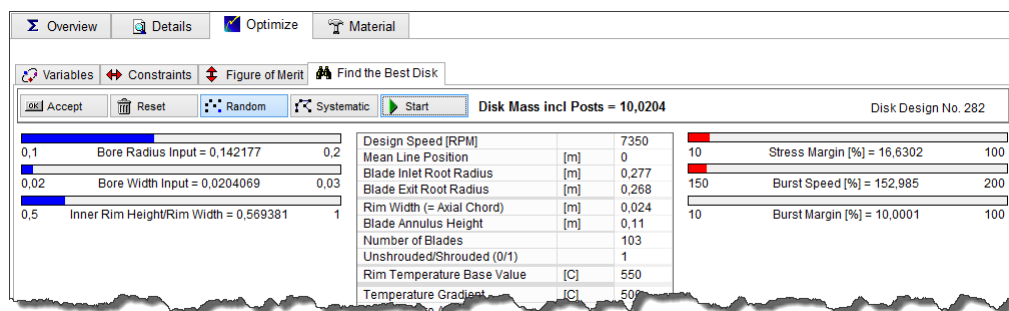 Σ Overview Details Optimize Material
Variables Constraints Figure of Merit Find the Best Disk
OK Accept Reset Random Systematic Start Disk Mass incl Posts = 10,0204 Disk Design No. 282
0,1 Bore Radius Input = 0,142177 0,2
0,02 Bore Width Input = 0,0204069 0,03
0,5 Inner Rim Height/Rim Width = 0,569381 1
Design Speed [RPM] 7350
Mean Line Position [m] 0
Blade Inlet Root Radius [m] 0,277
Blade Exit Root Radius [m] 0,268
Rim Width (= Axial Chord) [m] 0,024
Blade Annulus Height [m] 0,11
Number of Blades 103
Unshrouded/Shrouded (0/1) 1
Rim Temperature Base Value [C] 550
Temperature Gradient [C]
10 Stress Margin [%] = 16,6302 100
150 Burst Speed [%] = 152,985 200
10 Burst Margin [%] = 10,0001 100